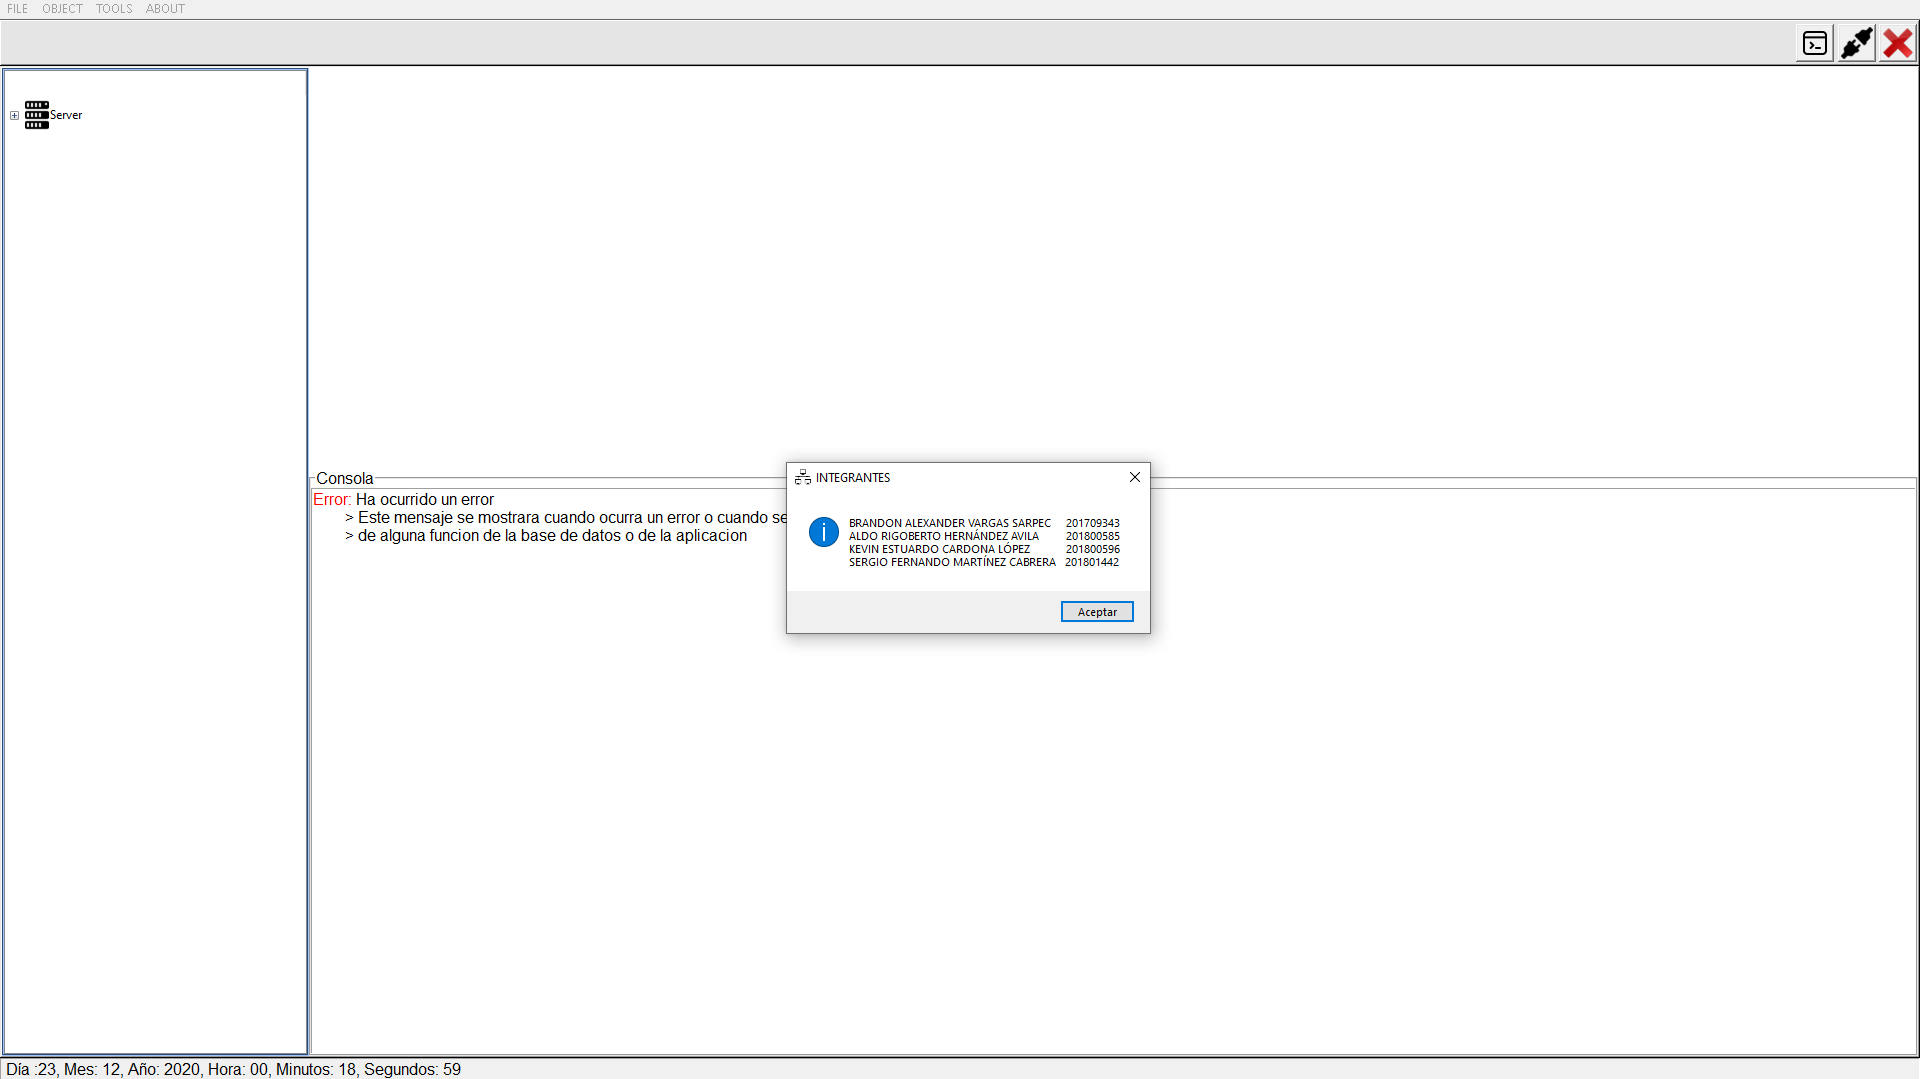 FILE OBJECT TOOLS ABOUT
Server
Consola
Error: Ha ocurrido un error
> Este mensaje se mostrara cuando ocurra un error o cuando se
> de alguna funcion de la base de datos o de la aplicacion
INTEGRANTES
BRANDON ALEXANDER VARGAS SARPEC 201709343
ALDO RIGOBERTO HERNÁNDEZ AVILA 201800585
KEVIN ESTUARDO CARDONA LÓPEZ 201800596
SERGIO FERNANDO MARTÍNEZ CABRERA 201801442
Aceptar
Día :23, Mes: 12, Año: 2020, Hora: 00, Minutos: 18, Segundos: 59